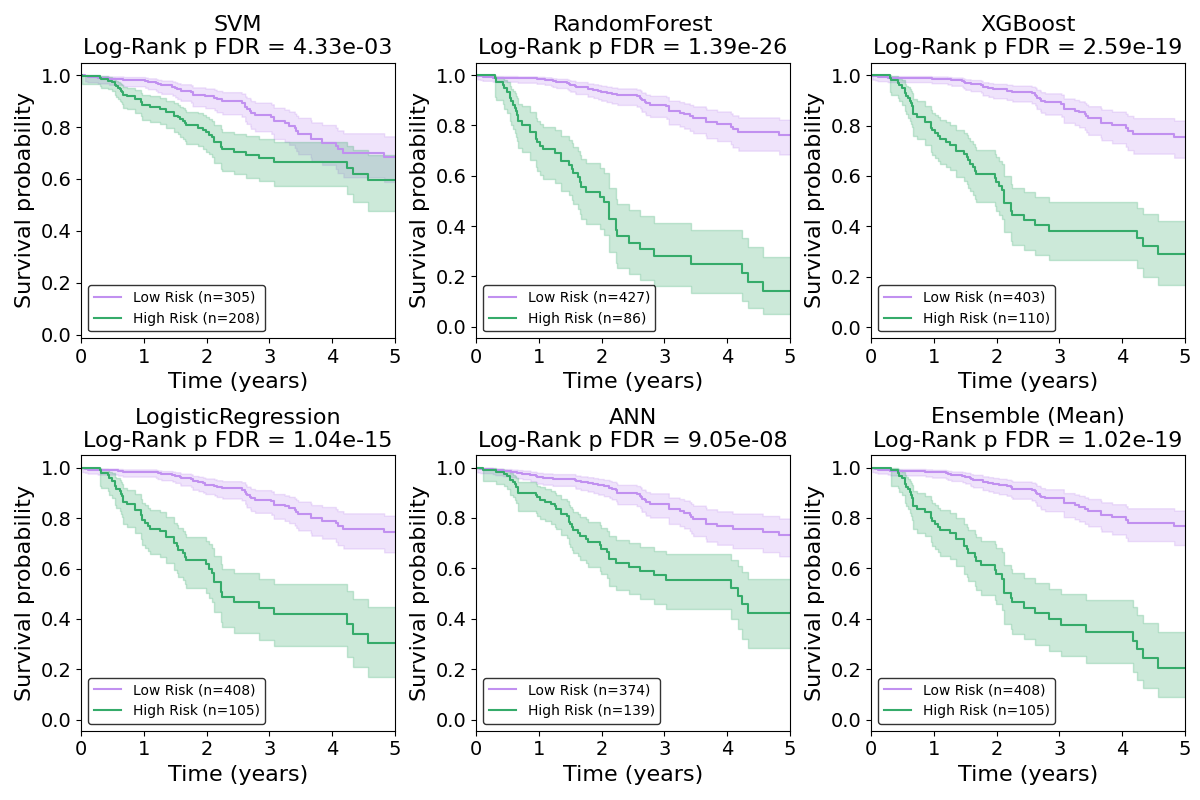 SVM
Log-Rank p FDR = 4.33e-03
Survival probability
1.0
0.8
0.6
0.4
0.2
0.0
Low Risk (n=305)
High Risk (n=208)
0 1 2 3 4 5
Time (years)
RandomForest
Log-Rank p FDR = 1.39e-26
Survival probability
1.0
0.8
0.6
0.4
0.2
0.0
Low Risk (n=427)
High Risk (n=86)
0 1 2 3 4 5
Time (years)
XGBoost
Log-Rank p FDR = 2.59e-19
Survival probability
1.0
0.8
0.6
0.4
0.2
0.0
Low Risk (n=403)
High Risk (n=110)
0 1 2 3 4 5
Time (years)
LogisticRegression
Log-Rank p FDR = 1.04e-15
Survival probability
1.0
0.8
0.6
0.4
0.2
0.0
Low Risk (n=408)
High Risk (n=105)
0 1 2 3 4 5
Time (years)
ANN
Log-Rank p FDR = 9.05e-08
Survival probability
1.0
0.8
0.6
0.4
0.2
0.0
Low Risk (n=374)
High Risk (n=139)
0 1 2 3 4 5
Time (years)
Ensemble (Mean)
Log-Rank p FDR = 1.02e-19
Survival probability
1.0
0.8
0.6
0.4
0.2
0.0
Low Risk (n=408)
High Risk (n=105)
0 1 2 3 4 5
Time (years)